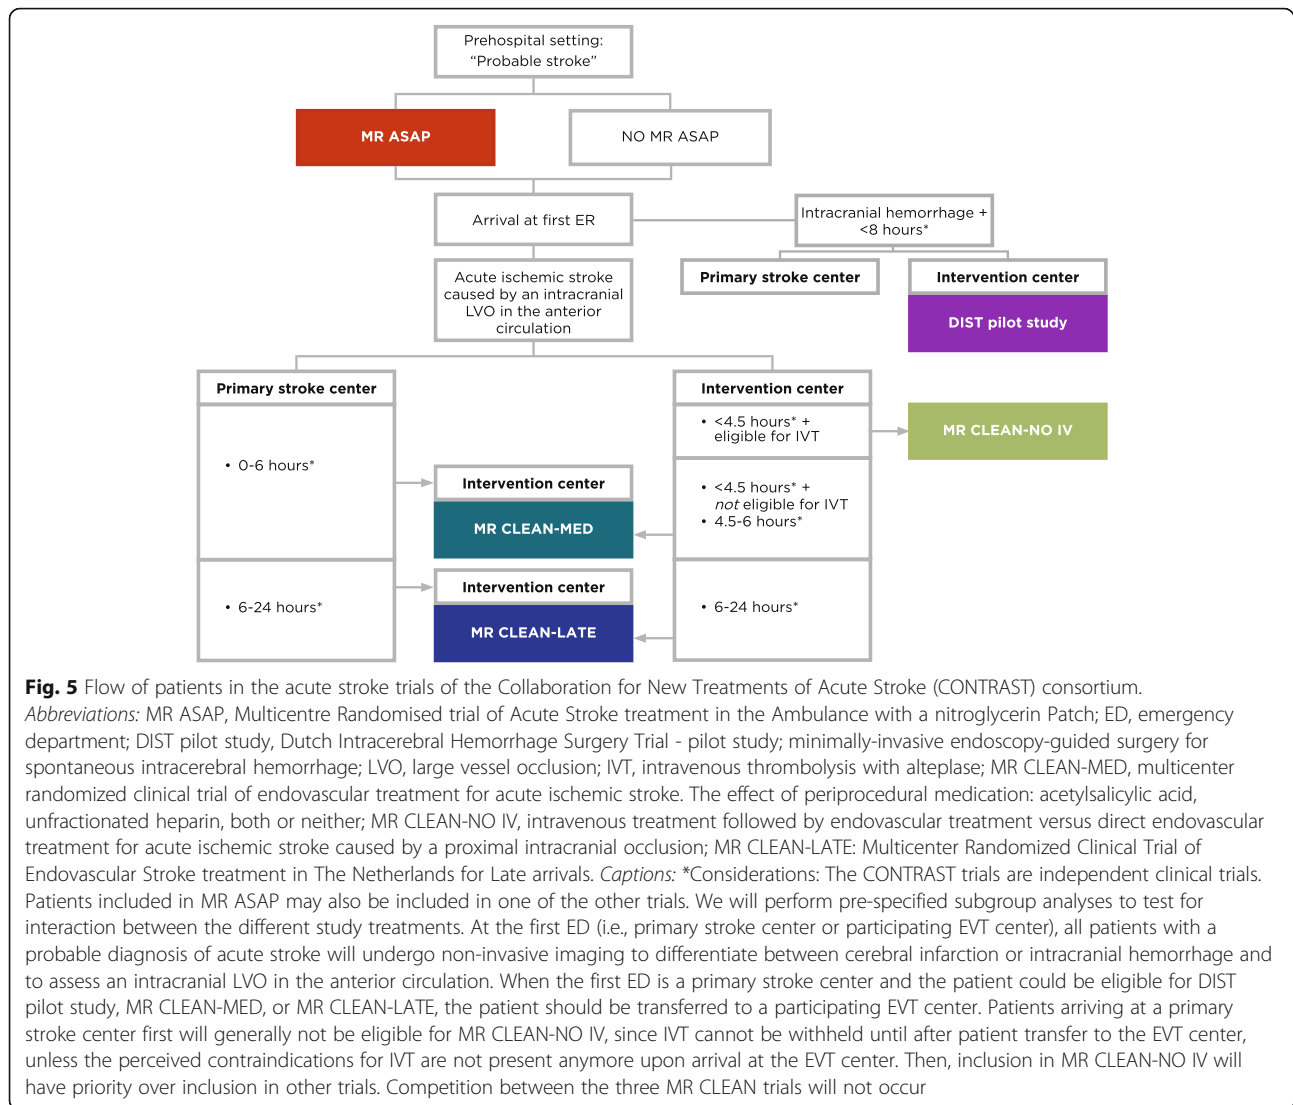 Prehospital setting:
“Probable stroke”
MR ASAP
NO MR ASAP
Arrival at first ER
Intracranial hemorrhage +
<8 hours*
Primary stroke center
Intervention center
DIST pilot study
Acute ischemic stroke
caused by an intracranial
LVO in the anterior
circulation
Primary stroke center
• 0-6 hours*
• 6-24 hours*
Intervention center
MR CLEAN-MED
Intervention center
MR CLEAN-LATE
Intervention center
• <4.5 hours* +
eligible for IVT
• <4.5 hours* +
not eligible for IVT
• 4.5-6 hours*
• 6-24 hours*
MR CLEAN-NO IV
Fig. 5 Flow of patients in the acute stroke trials of the Collaboration for New Treatments of Acute Stroke (CONTRAST) consortium.
Abbreviations: MR ASAP, Multicentre Randomised trial of Acute Stroke treatment in the Ambulance with a nitroglycerin Patch; ED, emergency
department; DIST pilot study, Dutch Intracerebral Hemorrhage Surgery Trial - pilot study; minimally-invasive endoscopy-guided surgery for
spontaneous intracerebral hemorrhage; LVO, large vessel occlusion; IVT, intravenous thrombolysis with alteplase; MR CLEAN-MED, multicenter
randomized clinical trial of endovascular treatment for acute ischemic stroke. The effect of periprocedural medication: acetylsalicylic acid,
unfractionated heparin, both or neither; MR CLEAN-NO IV, intravenous treatment followed by endovascular treatment versus direct endovascular
treatment for acute ischemic stroke caused by a proximal intracranial occlusion; MR CLEAN-LATE: Multicenter Randomized Clinical Trial of
Endovascular Stroke treatment in The Netherlands for Late arrivals. Captions: *Considerations: The CONTRAST trials are independent clinical trials.
Patients included in MR ASAP may also be included in one of the other trials. We will perform pre-specified subgroup analyses to test for
interaction between the different study treatments. At the first ED (i.e., primary stroke center or participating EVT center), all patients with a
probable diagnosis of acute stroke will undergo non-invasive imaging to differentiate between cerebral infarction or intracranial hemorrhage and
to assess an intracranial LVO in the anterior circulation. When the first ED is a primary stroke center and the patient could be eligible for DIST
pilot study, MR CLEAN-MED, or MR CLEAN-LATE, the patient should be transferred to a participating EVT center. Patients arriving at a primary
stroke center first will generally not be eligible for MR CLEAN-NO IV, since IVT cannot be withheld until after patient transfer to the EVT center,
unless the perceived contraindications for IVT are not present anymore upon arrival at the EVT center. Then, inclusion in MR CLEAN-NO IV will
have priority over inclusion in other trials. Competition between the three MR CLEAN trials will not occur